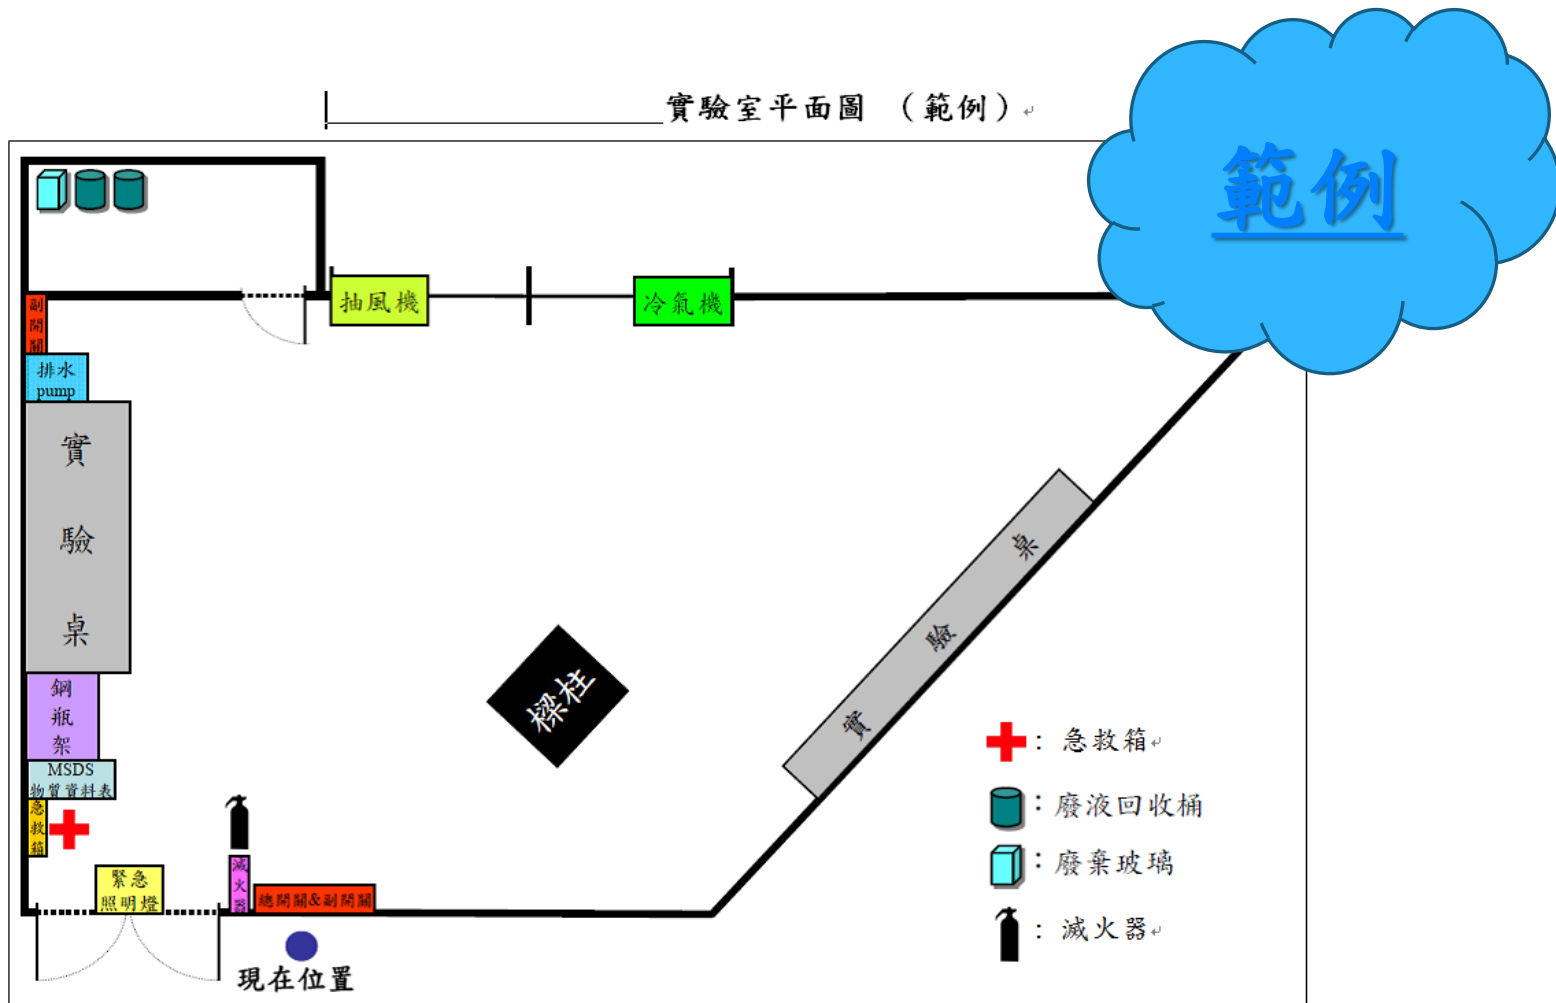 實驗室平面圖 （範例）
範例
抽風機
冷氣機
副開關
排水
pump
實驗桌
鋼瓶架
MSDS
物質資料表
急救箱
緊急
照明燈
滅火器
總開關&副開關
現在位置
樑柱
實驗桌
：急救箱
：廢液回收桶
：廢棄玻璃
：滅火器